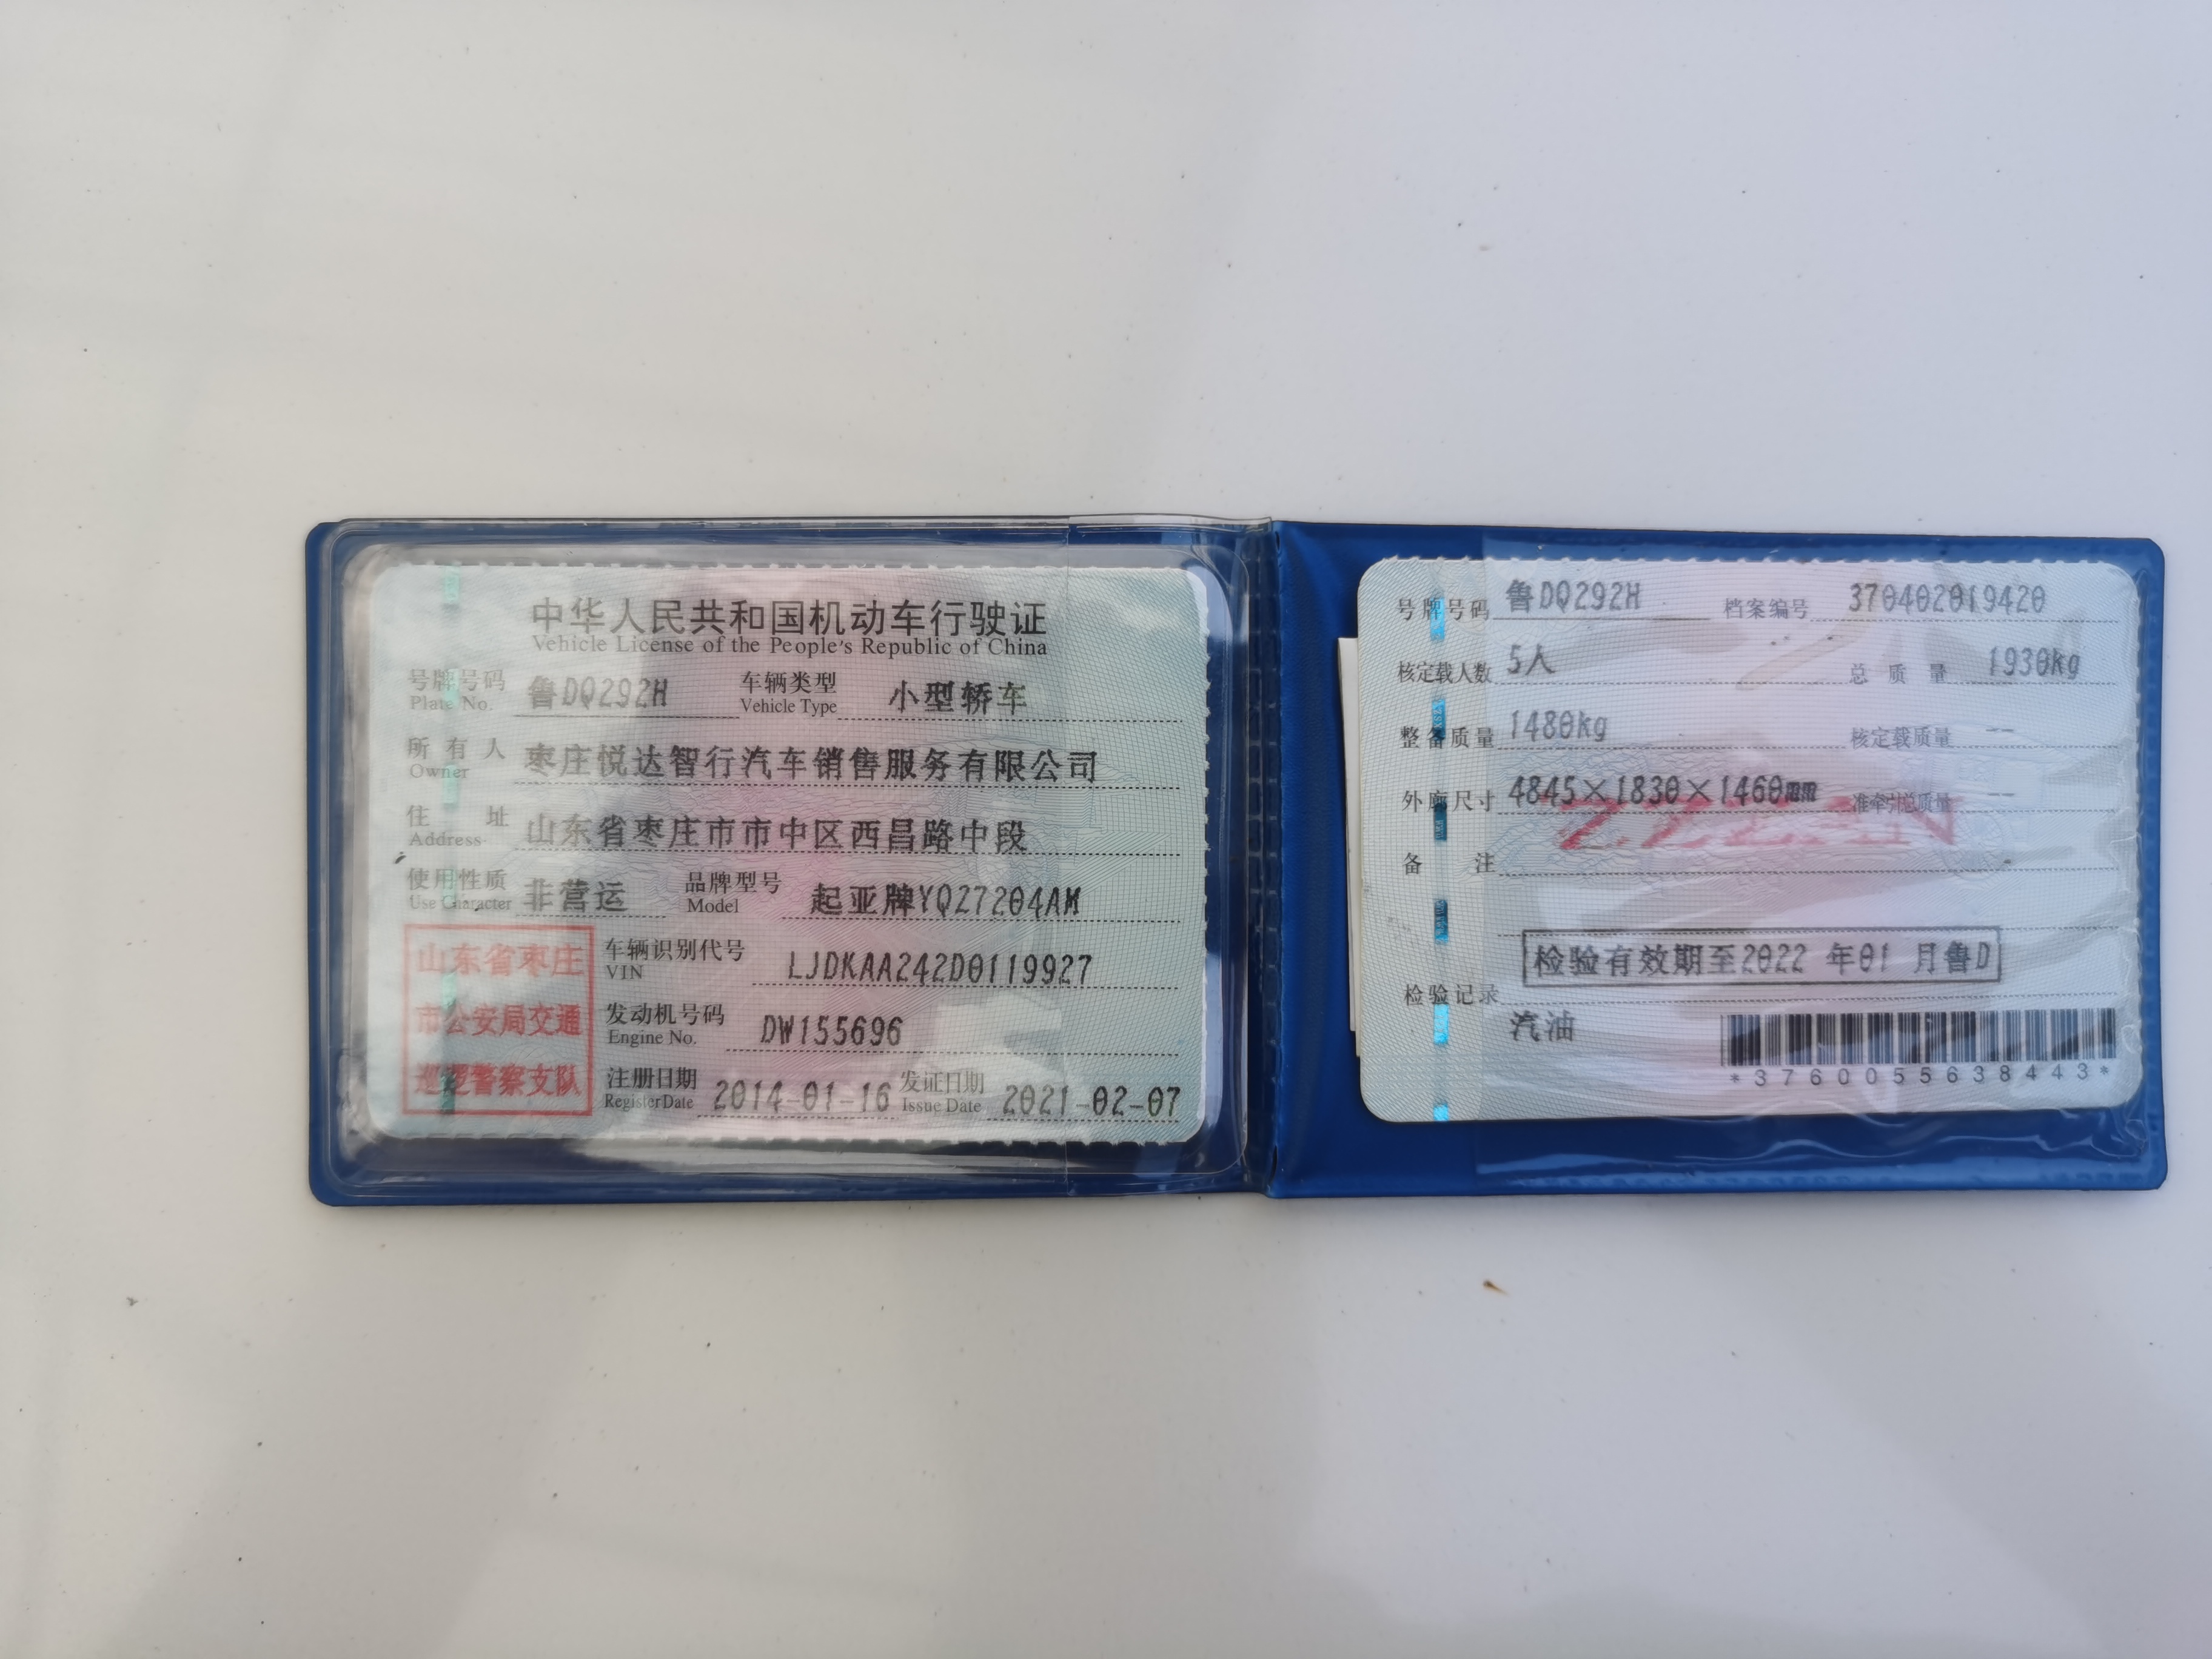 中华人民共和国机动车行驶证
Vehicle License of the People's Republic of China
号牌号码 鲁DQ292H 车辆类型 小型轿车
Plate No. Vehicle Type
所有人 枣庄悦达智行汽车销售服务有限公司
Owner
住址 山东省枣庄市市中区西昌路中段
Address
使用性质 非营运 品牌型号 起亚牌YQZ7204AM
Use Character Model
山东省枣庄
市公安局交通
巡逻警察支队
车辆识别代号 LJDKAA242D0119927
VIN
发动机号码 DW155696
Engine No.
注册日期 2014-01-16 发证日期 2021-02-07
Register Date Issue Date
号牌号码 鲁DQ292H 档案编号 370402019420
核定载人数 5人 总质量 1930kg
整备质量 1480kg 核定载质量 --
外廓尺寸 4845×1830×1460mm 准牵引总质量 --
备注
检验有效期至2022 年01 月鲁D
检验记录
汽油
*3760055638443*